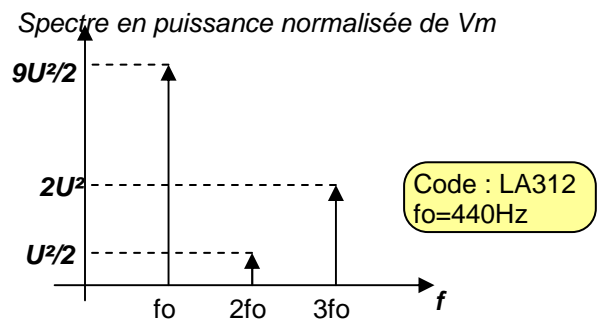 Spectre en puissance normalisée de Vm
9U²/2
2U²
U²/2
Code : LA312
fo=440Hz
fo 2fo 3fo f